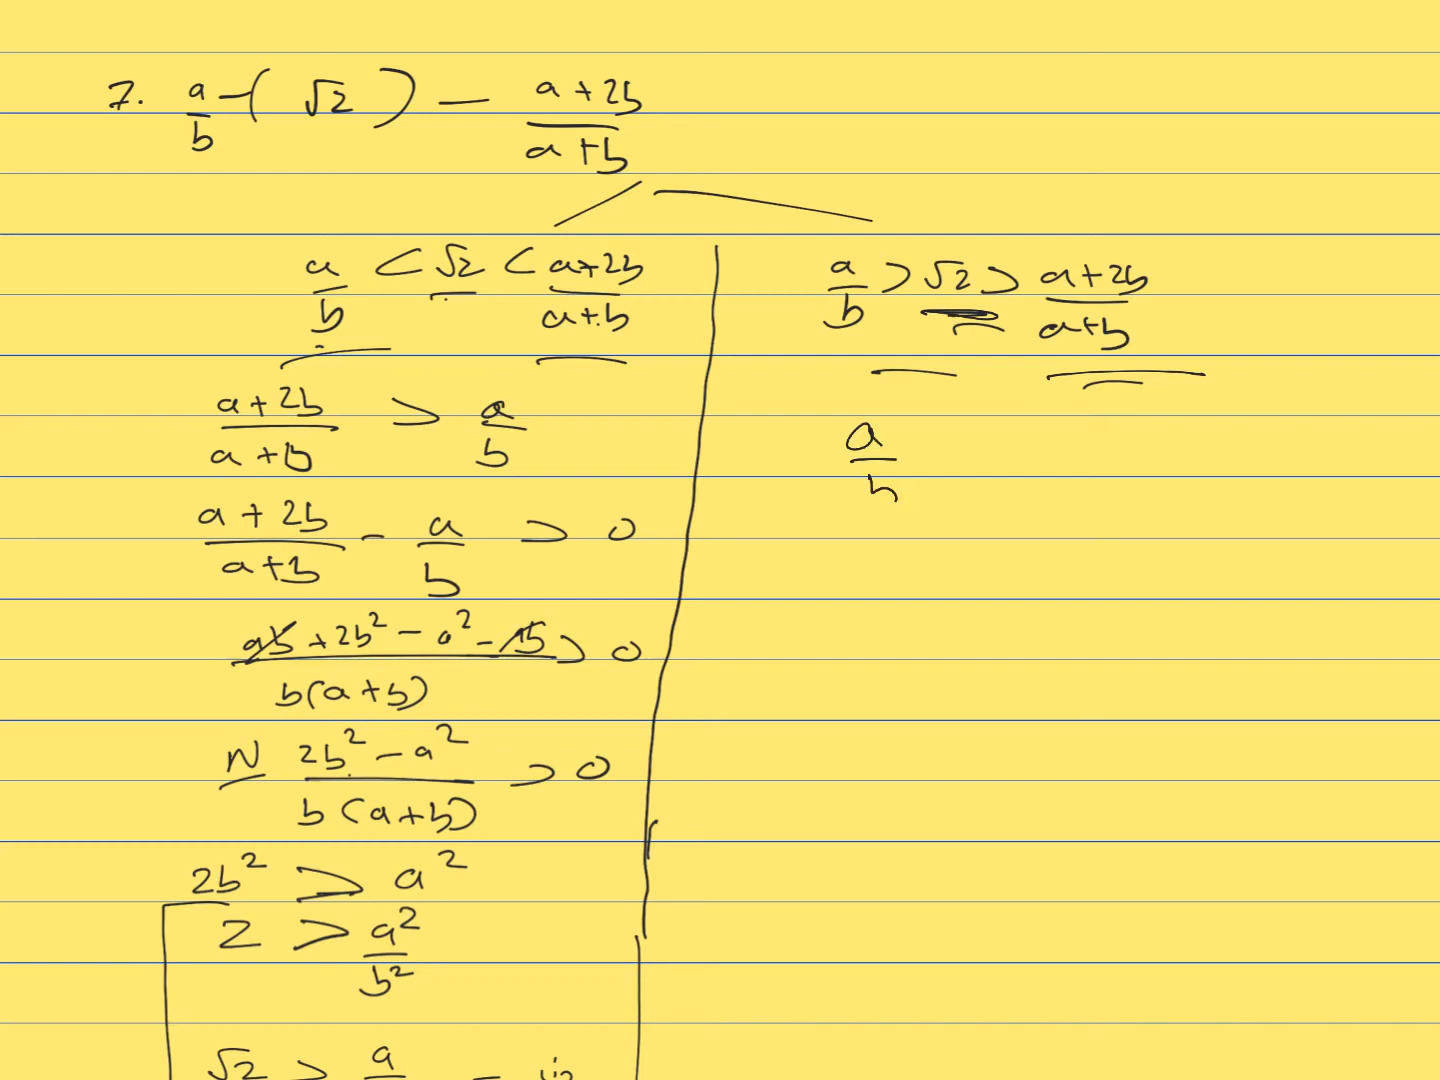 7. a/b - ( √2 ) - (a + 2b)/(a + b)
a/b < √2 < (a+2b)/(a+b)
(a + 2b)/(a + b) > a/b
(a + 2b)/(a + b) - a/b > 0
(ab + 2b² - a² - ab)/(b(a + b)) > 0
N (2b² - a²)/(b(a+b)) > 0
2b² > a²
2 > a²/b²
√2 > a
a/b > √2 > (a+2b)/(a+b)
a/b